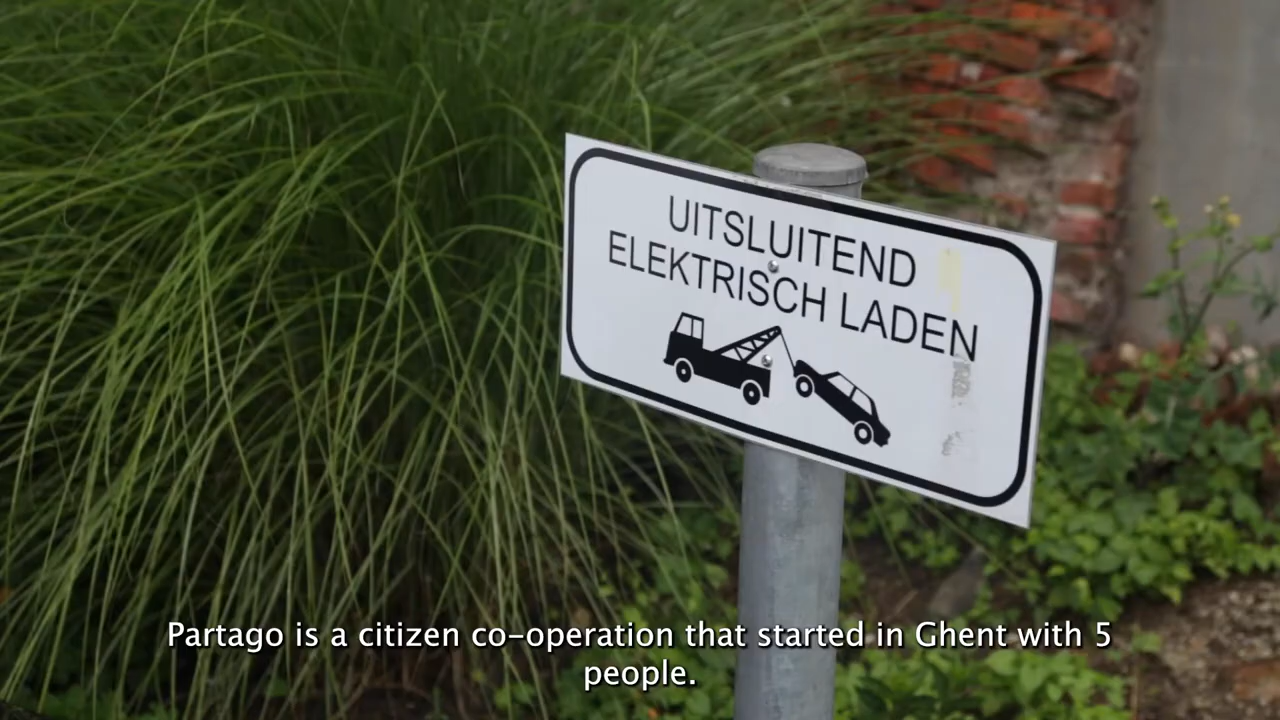 UITSLUITEND
ELEKTRISCH LADEN
Partago is a citizen co-operation that started in Ghent with 5
people.